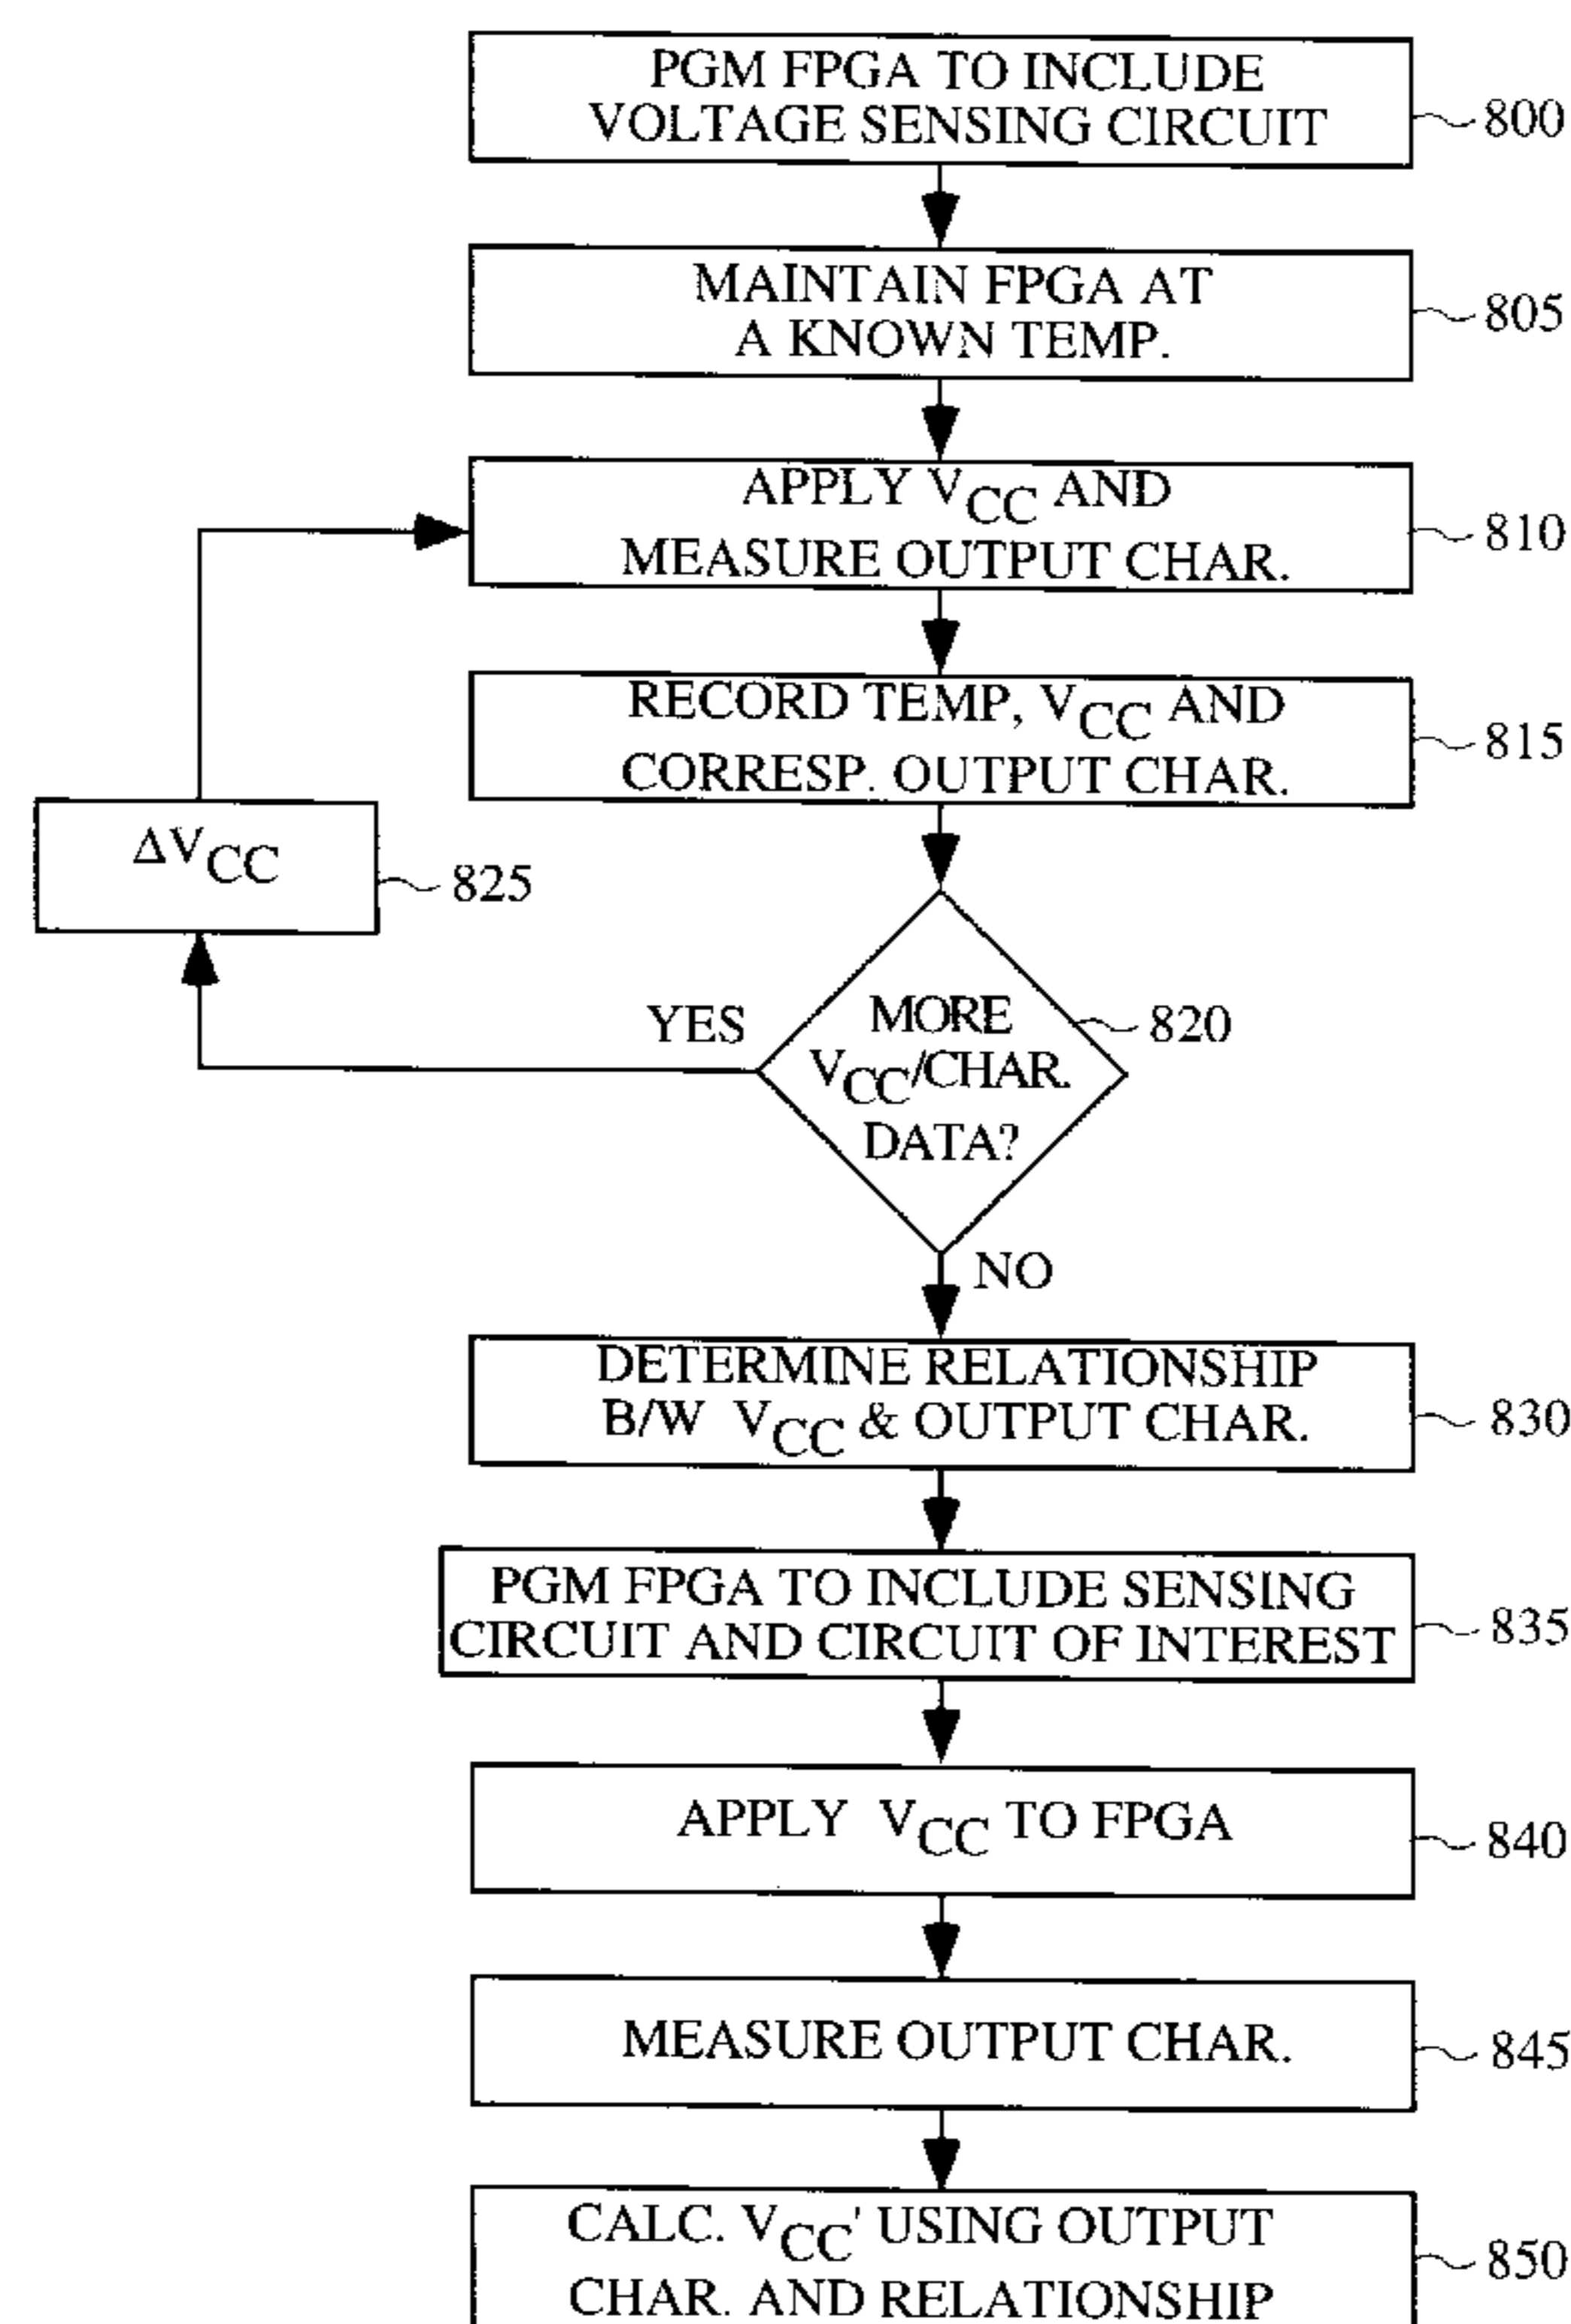 PGM FPGA TO INCLUDE
VOLTAGE SENSING CIRCUIT
800
MAINTAIN FPGA AT
A KNOWN TEMP.
805
APPLY VCC AND
MEASURE OUTPUT CHAR.
810
RECORD TEMP, VCC AND
CORRESP. OUTPUT CHAR.
815
ΔVCC
825
YES
MORE
VCC/CHAR.
DATA?
820
NO
DETERMINE RELATIONSHIP
B/W VCC & OUTPUT CHAR.
830
PGM FPGA TO INCLUDE SENSING
CIRCUIT AND CIRCUIT OF INTEREST
835
APPLY VCC TO FPGA
840
MEASURE OUTPUT CHAR.
845
CALC. VCC' USING OUTPUT
CHAR. AND RELATIONSHIP
850